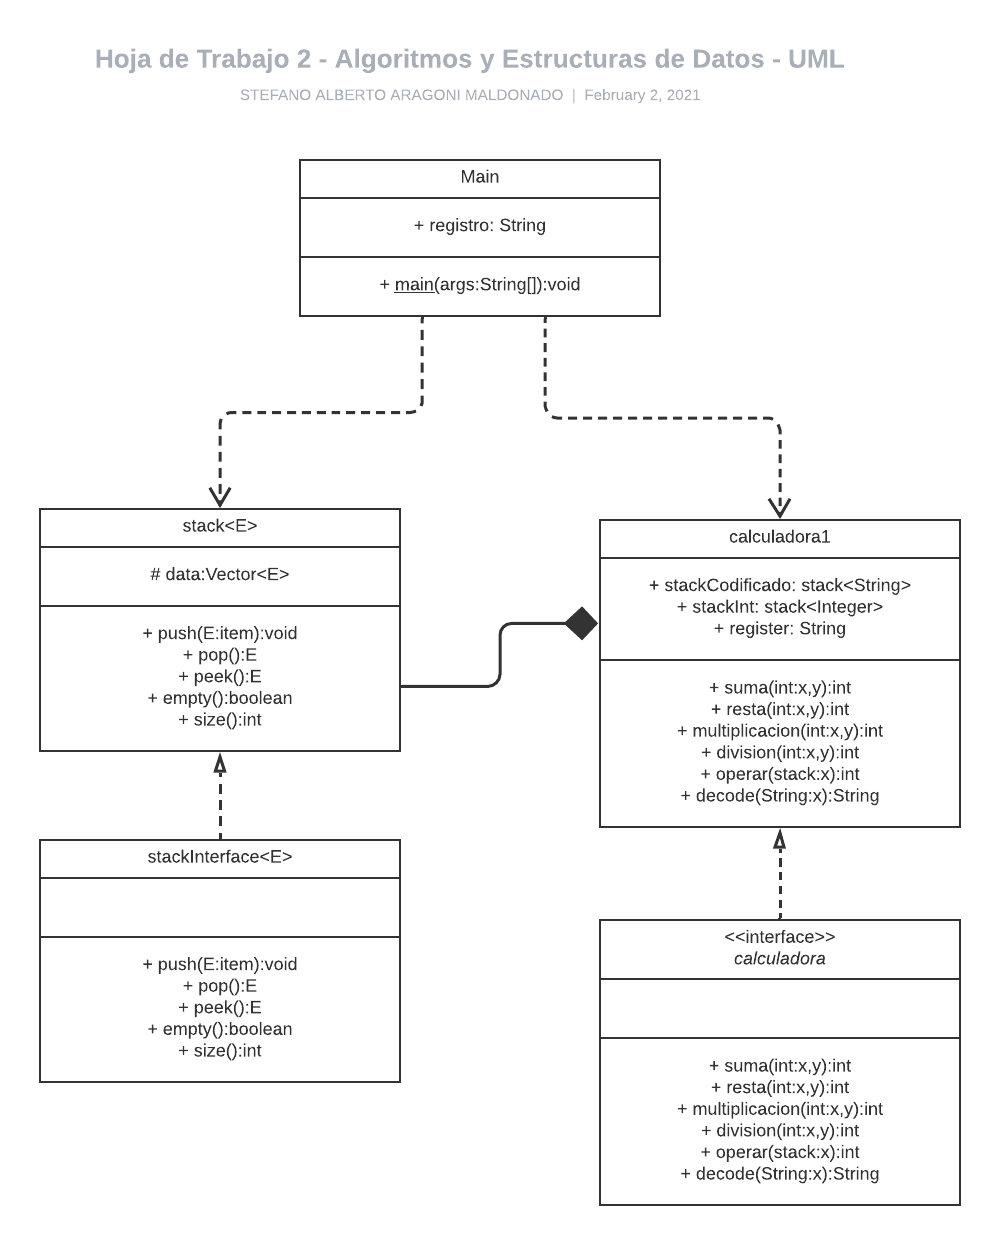 Hoja de Trabajo 2 - Algoritmos y Estructuras de Datos - UML
STEFANO ALBERTO ARAGONI MALDONADO | February 2, 2021
Main
+ registro: String
+ main(args:String[]):void
stack<E>
# data:Vector<E>
+ push(E:item):void
+ pop():E
+ peek():E
+ empty():boolean
+ size():int
calculadora1
+ stackCodificado: stack<String>
+ stackInt: stack<Integer>
+ register: String
+ suma(int:x,y):int
+ resta(int:x,y):int
+ multiplicacion(int:x,y):int
+ division(int:x,y):int
+ operar(stack:x):int
+ decode(String:x):String
stackInterface<E>
+ push(E:item):void
+ pop():E
+ peek():E
+ empty():boolean
+ size():int
<<interface>>
calculadora
+ suma(int:x,y):int
+ resta(int:x,y):int
+ multiplicacion(int:x,y):int
+ division(int:x,y):int
+ operar(stack:x):int
+ decode(String:x):String